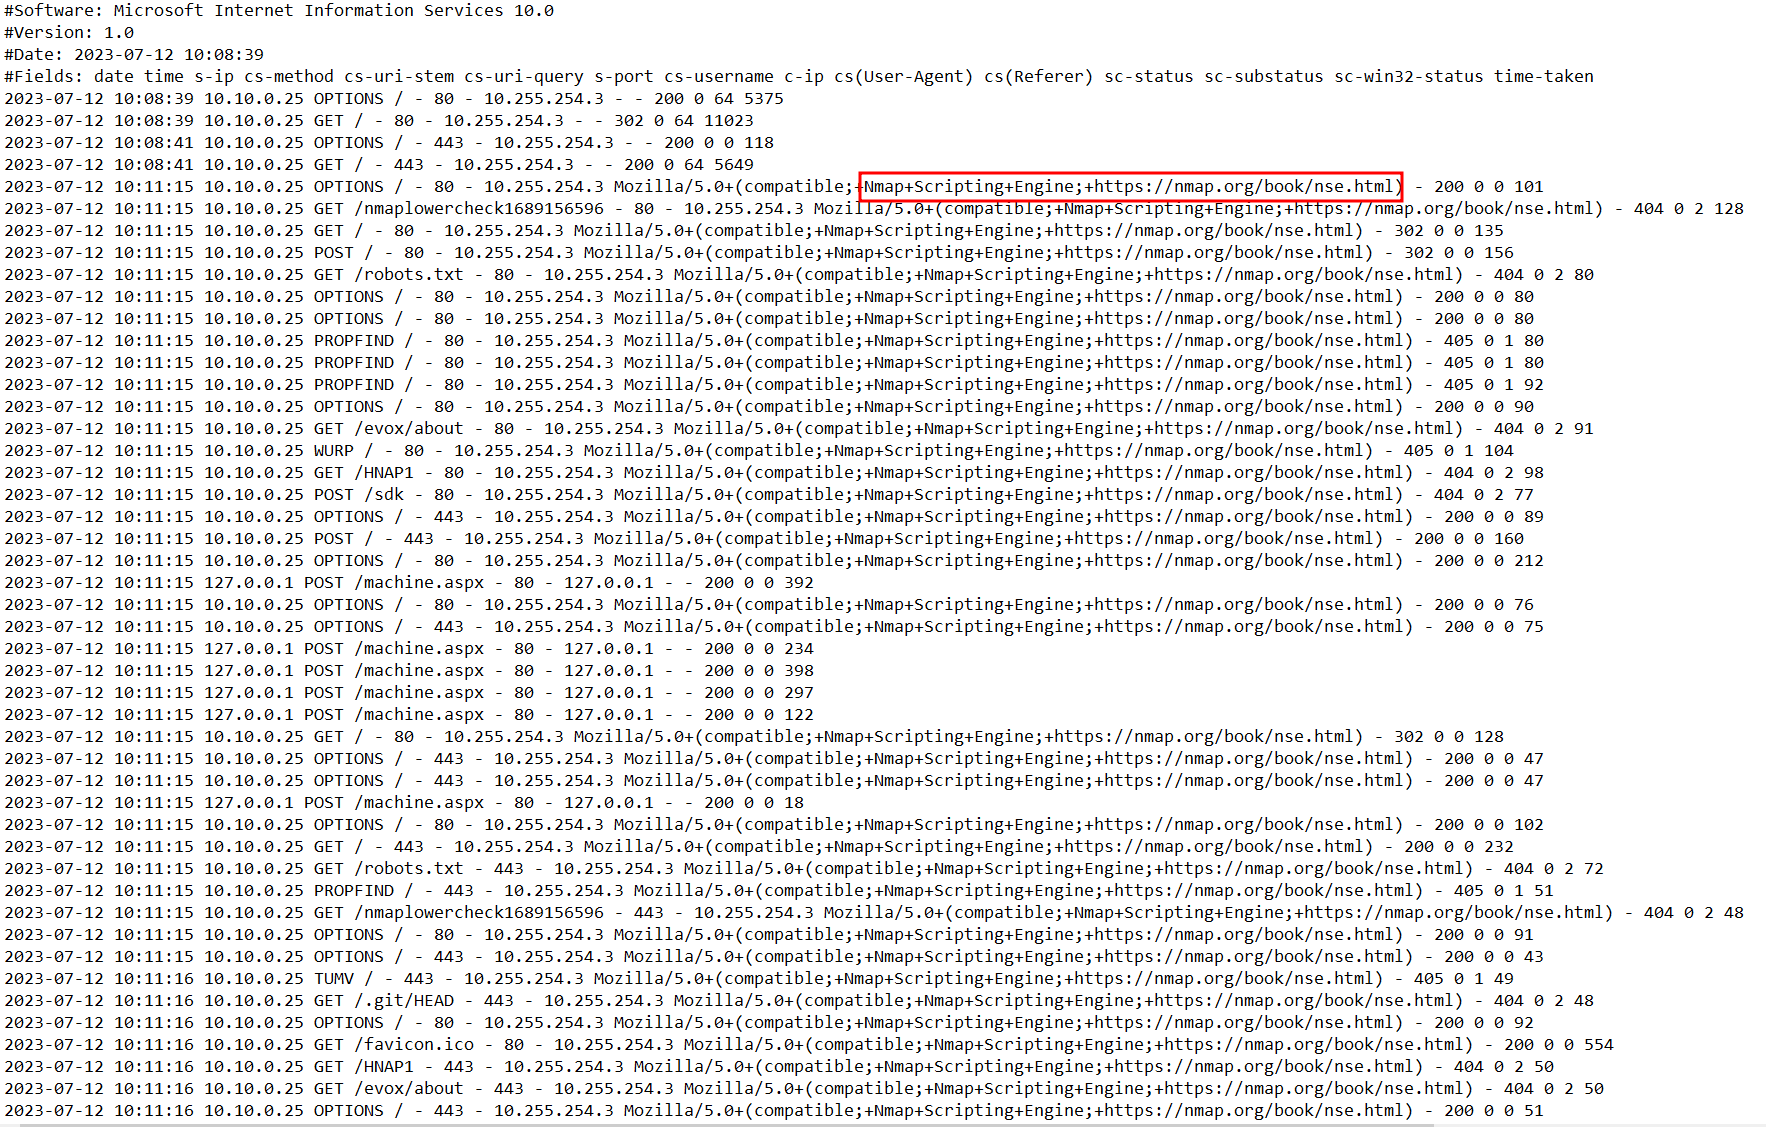 #Software: Microsoft Internet Information Services 10.0
#Version: 1.0
#Date: 2023-07-12 10:08:39
#Fields: date time s-ip cs-method cs-uri-stem cs-uri-query s-port cs-username c-ip cs(User-Agent) cs(Referer) sc-status sc-substatus sc-win32-status time-taken
2023-07-12 10:08:39 10.10.0.25 OPTIONS / - 80 - 10.255.254.3 - - 200 0 64 5375
2023-07-12 10:08:39 10.10.0.25 GET / - 80 - 10.255.254.3 - - 302 0 64 11023
2023-07-12 10:08:41 10.10.0.25 OPTIONS / - 443 - 10.255.254.3 - - 200 0 0 118
2023-07-12 10:08:41 10.10.0.25 GET / - 443 - 10.255.254.3 - - 200 0 64 5649
2023-07-12 10:11:15 10.10.0.25 OPTIONS / - 80 - 10.255.254.3 Mozilla/5.0+(compatible;+Nmap+Scripting+Engine;+https://nmap.org/book/nse.html) - 200 0 0 101
2023-07-12 10:11:15 10.10.0.25 GET /nmaplowercheck1689156596 - 80 - 10.255.254.3 Mozilla/5.0+(compatible;+Nmap+Scripting+Engine;+https://nmap.org/book/nse.html) - 404 0 2 128
2023-07-12 10:11:15 10.10.0.25 GET / - 80 - 10.255.254.3 Mozilla/5.0+(compatible;+Nmap+Scripting+Engine;+https://nmap.org/book/nse.html) - 302 0 0 135
2023-07-12 10:11:15 10.10.0.25 POST / - 80 - 10.255.254.3 Mozilla/5.0+(compatible;+Nmap+Scripting+Engine;+https://nmap.org/book/nse.html) - 302 0 0 156
2023-07-12 10:11:15 10.10.0.25 GET /robots.txt - 80 - 10.255.254.3 Mozilla/5.0+(compatible;+Nmap+Scripting+Engine;+https://nmap.org/book/nse.html) - 404 0 2 80
2023-07-12 10:11:15 10.10.0.25 OPTIONS / - 80 - 10.255.254.3 Mozilla/5.0+(compatible;+Nmap+Scripting+Engine;+https://nmap.org/book/nse.html) - 200 0 0 80
2023-07-12 10:11:15 10.10.0.25 OPTIONS / - 80 - 10.255.254.3 Mozilla/5.0+(compatible;+Nmap+Scripting+Engine;+https://nmap.org/book/nse.html) - 200 0 0 80
2023-07-12 10:11:15 10.10.0.25 PROPFIND / - 80 - 10.255.254.3 Mozilla/5.0+(compatible;+Nmap+Scripting+Engine;+https://nmap.org/book/nse.html) - 405 0 1 80
2023-07-12 10:11:15 10.10.0.25 PROPFIND / - 80 - 10.255.254.3 Mozilla/5.0+(compatible;+Nmap+Scripting+Engine;+https://nmap.org/book/nse.html) - 405 0 1 80
2023-07-12 10:11:15 10.10.0.25 PROPFIND / - 80 - 10.255.254.3 Mozilla/5.0+(compatible;+Nmap+Scripting+Engine;+https://nmap.org/book/nse.html) - 405 0 1 92
2023-07-12 10:11:15 10.10.0.25 OPTIONS / - 80 - 10.255.254.3 Mozilla/5.0+(compatible;+Nmap+Scripting+Engine;+https://nmap.org/book/nse.html) - 200 0 0 90
2023-07-12 10:11:15 10.10.0.25 GET /evox/about - 80 - 10.255.254.3 Mozilla/5.0+(compatible;+Nmap+Scripting+Engine;+https://nmap.org/book/nse.html) - 404 0 2 91
2023-07-12 10:11:15 10.10.0.25 WURP / - 80 - 10.255.254.3 Mozilla/5.0+(compatible;+Nmap+Scripting+Engine;+https://nmap.org/book/nse.html) - 405 0 1 104
2023-07-12 10:11:15 10.10.0.25 GET /HNAP1 - 80 - 10.255.254.3 Mozilla/5.0+(compatible;+Nmap+Scripting+Engine;+https://nmap.org/book/nse.html) - 404 0 2 98
2023-07-12 10:11:15 10.10.0.25 POST /sdk - 80 - 10.255.254.3 Mozilla/5.0+(compatible;+Nmap+Scripting+Engine;+https://nmap.org/book/nse.html) - 404 0 2 77
2023-07-12 10:11:15 10.10.0.25 OPTIONS / - 443 - 10.255.254.3 Mozilla/5.0+(compatible;+Nmap+Scripting+Engine;+https://nmap.org/book/nse.html) - 200 0 0 89
2023-07-12 10:11:15 10.10.0.25 POST / - 443 - 10.255.254.3 Mozilla/5.0+(compatible;+Nmap+Scripting+Engine;+https://nmap.org/book/nse.html) - 200 0 0 160
2023-07-12 10:11:15 10.10.0.25 OPTIONS / - 80 - 10.255.254.3 Mozilla/5.0+(compatible;+Nmap+Scripting+Engine;+https://nmap.org/book/nse.html) - 200 0 0 212
2023-07-12 10:11:15 127.0.0.1 POST /machine.aspx - 80 - 127.0.0.1 - - 200 0 0 392
2023-07-12 10:11:15 10.10.0.25 OPTIONS / - 80 - 10.255.254.3 Mozilla/5.0+(compatible;+Nmap+Scripting+Engine;+https://nmap.org/book/nse.html) - 200 0 0 76
2023-07-12 10:11:15 10.10.0.25 OPTIONS / - 443 - 10.255.254.3 Mozilla/5.0+(compatible;+Nmap+Scripting+Engine;+https://nmap.org/book/nse.html) - 200 0 0 75
2023-07-12 10:11:15 127.0.0.1 POST /machine.aspx - 80 - 127.0.0.1 - - 200 0 0 234
2023-07-12 10:11:15 127.0.0.1 POST /machine.aspx - 80 - 127.0.0.1 - - 200 0 0 398
2023-07-12 10:11:15 127.0.0.1 POST /machine.aspx - 80 - 127.0.0.1 - - 200 0 0 297
2023-07-12 10:11:15 127.0.0.1 POST /machine.aspx - 80 - 127.0.0.1 - - 200 0 0 122
2023-07-12 10:11:15 10.10.0.25 GET / - 80 - 10.255.254.3 Mozilla/5.0+(compatible;+Nmap+Scripting+Engine;+https://nmap.org/book/nse.html) - 302 0 0 128
2023-07-12 10:11:15 10.10.0.25 OPTIONS / - 443 - 10.255.254.3 Mozilla/5.0+(compatible;+Nmap+Scripting+Engine;+https://nmap.org/book/nse.html) - 200 0 0 47
2023-07-12 10:11:15 10.10.0.25 OPTIONS / - 443 - 10.255.254.3 Mozilla/5.0+(compatible;+Nmap+Scripting+Engine;+https://nmap.org/book/nse.html) - 200 0 0 47
2023-07-12 10:11:15 127.0.0.1 POST /machine.aspx - 80 - 127.0.0.1 - - 200 0 0 18
2023-07-12 10:11:15 10.10.0.25 OPTIONS / - 80 - 10.255.254.3 Mozilla/5.0+(compatible;+Nmap+Scripting+Engine;+https://nmap.org/book/nse.html) - 200 0 0 102
2023-07-12 10:11:15 10.10.0.25 GET / - 443 - 10.255.254.3 Mozilla/5.0+(compatible;+Nmap+Scripting+Engine;+https://nmap.org/book/nse.html) - 200 0 0 232
2023-07-12 10:11:15 10.10.0.25 GET /robots.txt - 443 - 10.255.254.3 Mozilla/5.0+(compatible;+Nmap+Scripting+Engine;+https://nmap.org/book/nse.html) - 404 0 2 72
2023-07-12 10:11:15 10.10.0.25 PROPFIND / - 443 - 10.255.254.3 Mozilla/5.0+(compatible;+Nmap+Scripting+Engine;+https://nmap.org/book/nse.html) - 405 0 1 51
2023-07-12 10:11:15 10.10.0.25 GET /nmaplowercheck1689156596 - 443 - 10.255.254.3 Mozilla/5.0+(compatible;+Nmap+Scripting+Engine;+https://nmap.org/book/nse.html) - 404 0 2 48
2023-07-12 10:11:15 10.10.0.25 OPTIONS / - 80 - 10.255.254.3 Mozilla/5.0+(compatible;+Nmap+Scripting+Engine;+https://nmap.org/book/nse.html) - 200 0 0 91
2023-07-12 10:11:16 10.10.0.25 OPTIONS / - 443 - 10.255.254.3 Mozilla/5.0+(compatible;+Nmap+Scripting+Engine;+https://nmap.org/book/nse.html) - 200 0 0 43
2023-07-12 10:11:16 10.10.0.25 TUMV / - 443 - 10.255.254.3 Mozilla/5.0+(compatible;+Nmap+Scripting+Engine;+https://nmap.org/book/nse.html) - 405 0 1 49
2023-07-12 10:11:16 10.10.0.25 GET /.git/HEAD - 443 - 10.255.254.3 Mozilla/5.0+(compatible;+Nmap+Scripting+Engine;+https://nmap.org/book/nse.html) - 404 0 2 48
2023-07-12 10:11:16 10.10.0.25 OPTIONS / - 80 - 10.255.254.3 Mozilla/5.0+(compatible;+Nmap+Scripting+Engine;+https://nmap.org/book/nse.html) - 200 0 0 92
2023-07-12 10:11:16 10.10.0.25 GET /favicon.ico - 80 - 10.255.254.3 Mozilla/5.0+(compatible;+Nmap+Scripting+Engine;+https://nmap.org/book/nse.html) - 200 0 0 554
2023-07-12 10:11:16 10.10.0.25 GET /HNAP1 - 443 - 10.255.254.3 Mozilla/5.0+(compatible;+Nmap+Scripting+Engine;+https://nmap.org/book/nse.html) - 404 0 2 50
2023-07-12 10:11:16 10.10.0.25 GET /evox/about - 443 - 10.255.254.3 Mozilla/5.0+(compatible;+Nmap+Scripting+Engine;+https://nmap.org/book/nse.html) - 404 0 2 50
2023-07-12 10:11:16 10.10.0.25 OPTIONS / - 443 - 10.255.254.3 Mozilla/5.0+(compatible;+Nmap+Scripting+Engine;+https://nmap.org/book/nse.html) - 200 0 0 51